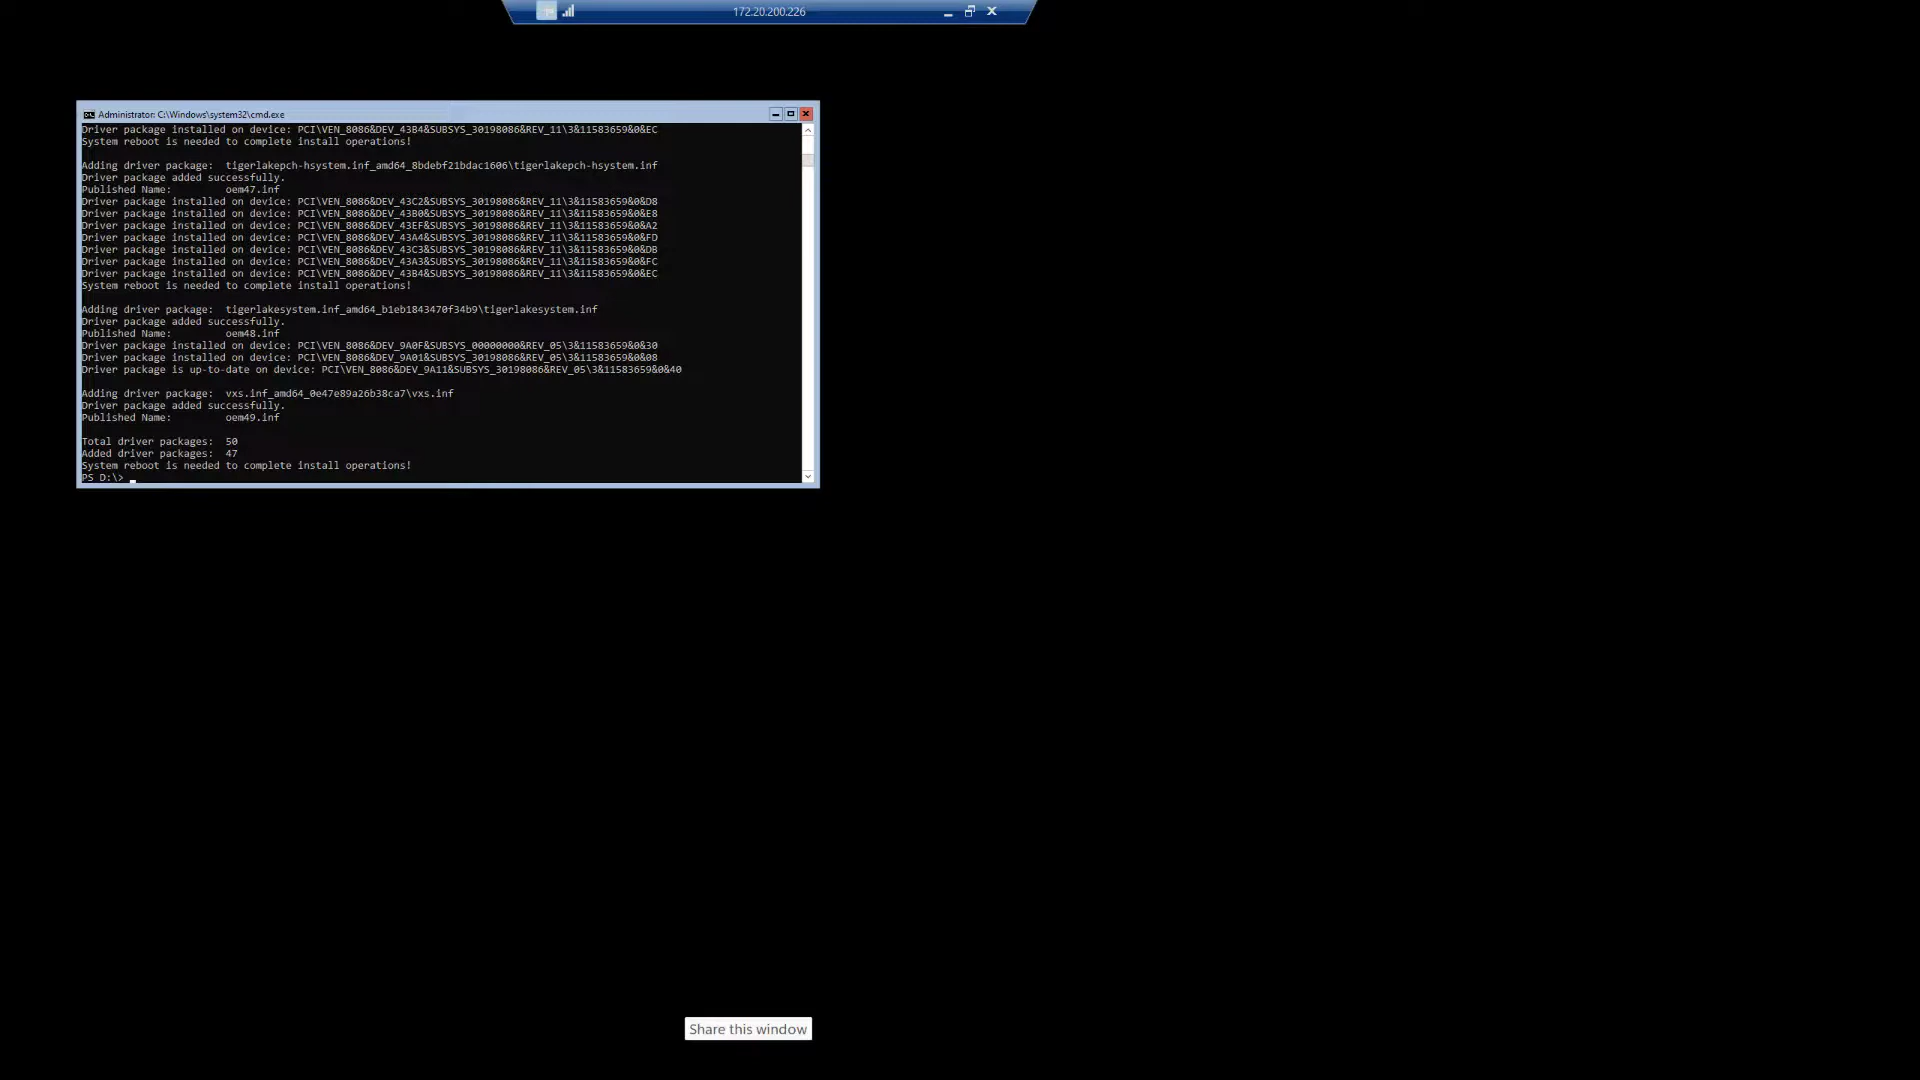 172.20.200.226
Administrator: C:\Windows\system32\cmd.exe
Driver package installed on device: PCI\VEN_8086&DEV_43B4&SUBSYS_30198086&REV_11\3&11583659&0&EC
System reboot is needed to complete install operations!
Adding driver package:  tigerlakepch-hsystem.inf_amd64_8bdebf21bdac1606\tigerlakepch-hsystem.inf
Driver package added successfully.
Published Name:         oem47.inf
Driver package installed on device: PCI\VEN_8086&DEV_43C2&SUBSYS_30198086&REV_11\3&11583659&0&D8
Driver package installed on device: PCI\VEN_8086&DEV_43B0&SUBSYS_30198086&REV_11\3&11583659&0&E8
Driver package installed on device: PCI\VEN_8086&DEV_43EF&SUBSYS_30198086&REV_11\3&11583659&0&A2
Driver package installed on device: PCI\VEN_8086&DEV_43A4&SUBSYS_30198086&REV_11\3&11583659&0&FD
Driver package installed on device: PCI\VEN_8086&DEV_43C3&SUBSYS_30198086&REV_11\3&11583659&0&DB
Driver package installed on device: PCI\VEN_8086&DEV_43A3&SUBSYS_30198086&REV_11\3&11583659&0&FC
Driver package installed on device: PCI\VEN_8086&DEV_43B4&SUBSYS_30198086&REV_11\3&11583659&0&EC
System reboot is needed to complete install operations!
Adding driver package:  tigerlakesystem.inf_amd64_b1eb1843470f34b9\tigerlakesystem.inf
Driver package added successfully.
Published Name:         oem48.inf
Driver package installed on device: PCI\VEN_8086&DEV_9A0F&SUBSYS_00000000&REV_05\3&11583659&0&30
Driver package installed on device: PCI\VEN_8086&DEV_9A01&SUBSYS_30198086&REV_05\3&11583659&0&08
Driver package is up-to-date on device: PCI\VEN_8086&DEV_9A11&SUBSYS_30198086&REV_05\3&11583659&0&40
Adding driver package:  vxs.inf_amd64_0e47e89a26b38ca7\vxs.inf
Driver package added successfully.
Published Name:         oem49.inf
Total driver packages:  50
Added driver packages:  47
System reboot is needed to complete install operations!
PS D:\>
Share this window